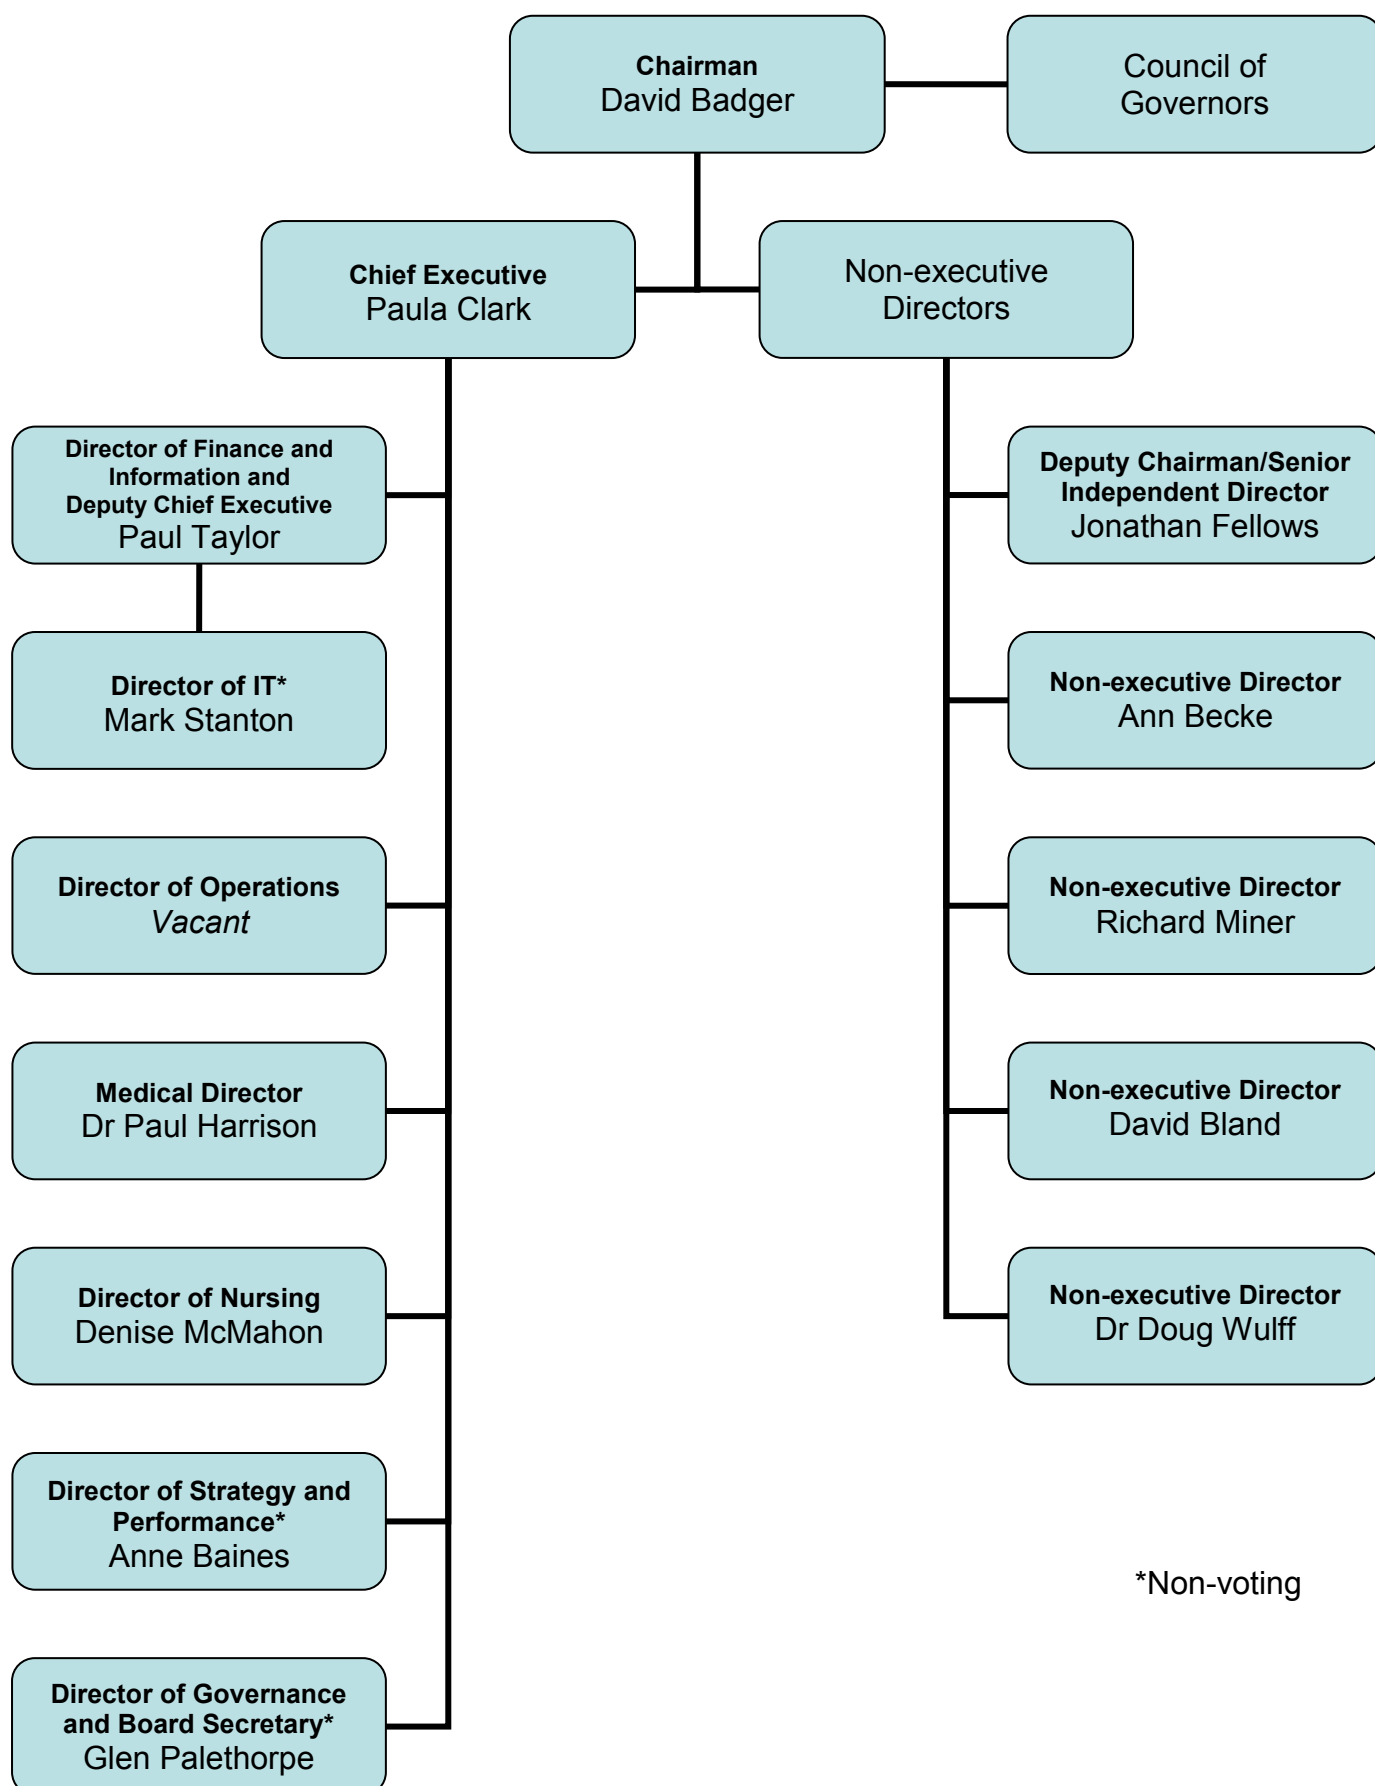 Chairman
David Badger
Council of
Governors
Chief Executive
Paula Clark
Non-executive
Directors
Director of Finance and
Information and
Deputy Chief Executive
Paul Taylor
Deputy Chairman/Senior
Independent Director
Jonathan Fellows
Director of IT*
Mark Stanton
Non-executive Director
Ann Becke
Director of Operations
Vacant
Non-executive Director
Richard Miner
Medical Director
Dr Paul Harrison
Non-executive Director
David Bland
Director of Nursing
Denise McMahon
Non-executive Director
Dr Doug Wulff
Director of Strategy and
Performance*
Anne Baines
*Non-voting
Director of Governance
and Board Secretary*
Glen Palethorpe